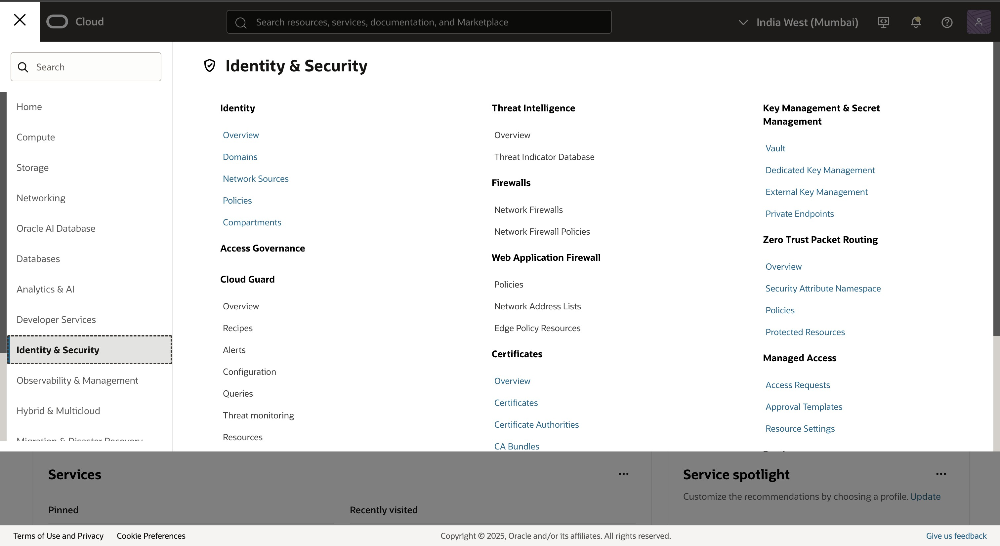 Cloud
Search resources, services, documentation, and Marketplace
India West (Mumbai)
Search
Home
Compute
Storage
Networking
Oracle AI Database
Databases
Analytics & AI
Developer Services
Identity & Security
Observability & Management
Hybrid & Multicloud
Migration & Disaster Recovery
Identity & Security
Identity
Overview
Domains
Network Sources
Policies
Compartments
Access Governance
Cloud Guard
Overview
Recipes
Alerts
Configuration
Queries
Threat monitoring
Resources
Threat Intelligence
Overview
Threat Indicator Database
Firewalls
Network Firewalls
Network Firewall Policies
Web Application Firewall
Policies
Network Address Lists
Edge Policy Resources
Certificates
Overview
Certificates
Certificate Authorities
CA Bundles
Key Management & Secret
Management
Vault
Dedicated Key Management
External Key Management
Private Endpoints
Zero Trust Packet Routing
Overview
Security Attribute Namespace
Policies
Protected Resources
Managed Access
Access Requests
Approval Templates
Resource Settings
Services
Pinned
Recently visited
Service spotlight
Customize the recommendations by choosing a profile. Update
Terms of Use and Privacy
Cookie Preferences
Copyright © 2025, Oracle and/or its affiliates. All rights reserved.
Give us feedback